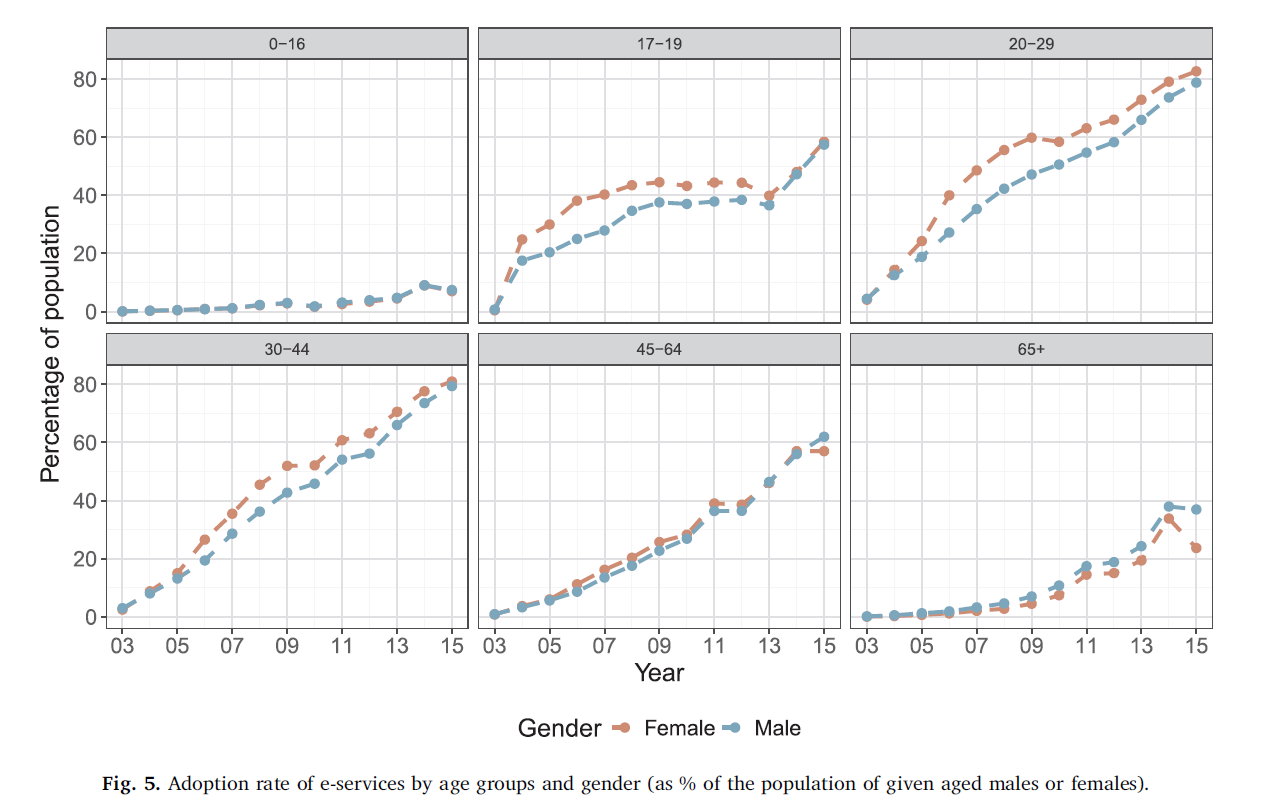 0−16
17−19
20−29
80
60
40
20
0
30−44
45−64
65+
80
60
40
20
0
Percentage of population
03 05 07 09 11 13 15
03 05 07 09 11 13 15
03 05 07 09 11 13 15
Year
Gender Female Male
Fig. 5. Adoption rate of e-services by age groups and gender (as % of the population of given aged males or females).